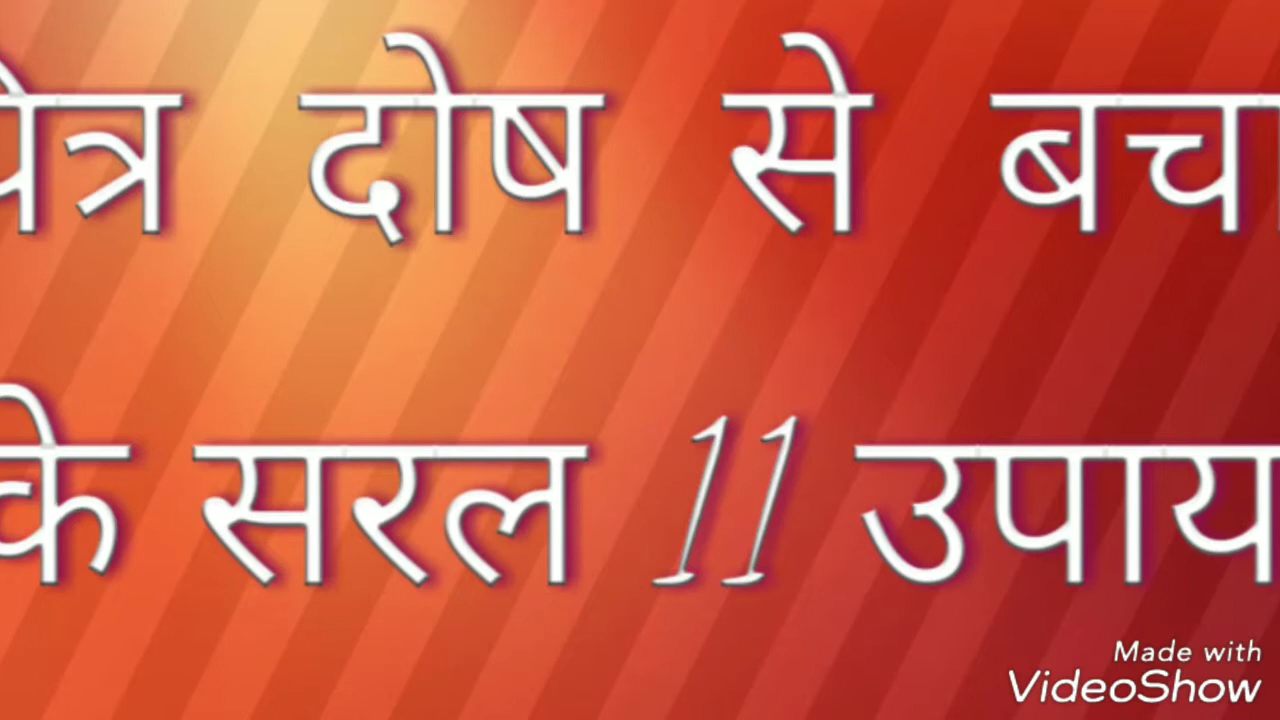 पित्र दोष से बचा
के सरल 11 उपाय
Made with
VideoShow